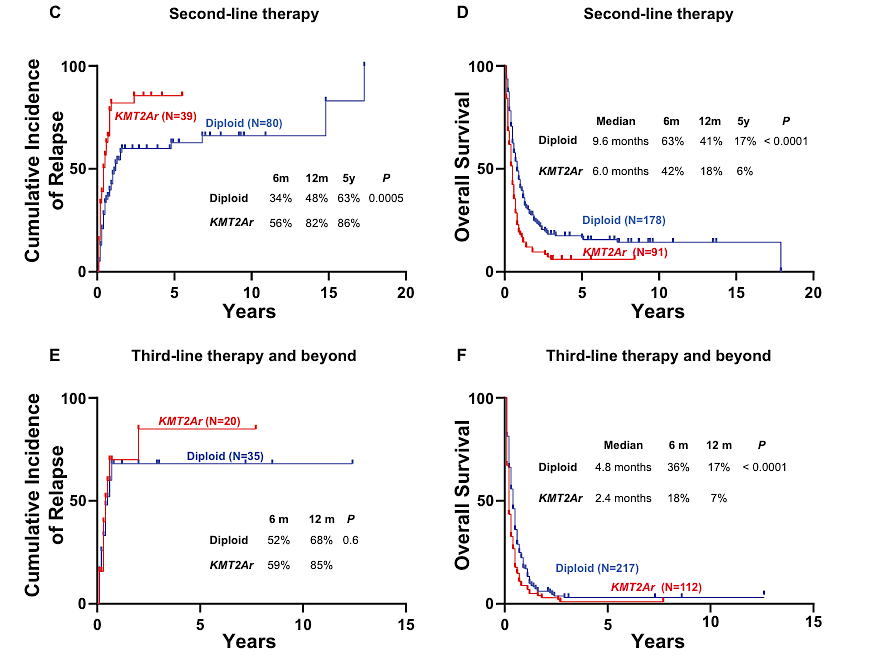 C
Second-line therapy
Cumulative Incidence
of Relapse
100
50
0
KMT2Ar (N=39)
Diploid (N=80)
6m 12m 5y P
Diploid 34% 48% 63% 0.0005
KMT2Ar 56% 82% 86%
0 5 10 15 20
Years
D
Second-line therapy
Overall Survival
100
50
0
Median 6m 12m 5y P
Diploid 9.6 months 63% 41% 17% < 0.0001
KMT2Ar 6.0 months 42% 18% 6%
Diploid (N=178)
KMT2Ar (N=91)
0 5 10 15 20
Years
E
Third-line therapy and beyond
Cumulative Incidence
of Relapse
100
50
0
KMT2Ar (N=20)
Diploid (N=35)
6 m 12 m P
Diploid 52% 68% 0.6
KMT2Ar 59% 85%
0 5 10 15
Years
F
Third-line therapy and beyond
Overall Survival
100
50
0
Median 6 m 12 m P
Diploid 4.8 months 36% 17% < 0.0001
KMT2Ar 2.4 months 18% 7%
Diploid (N=217)
KMT2Ar (N=112)
0 5 10 15
Years